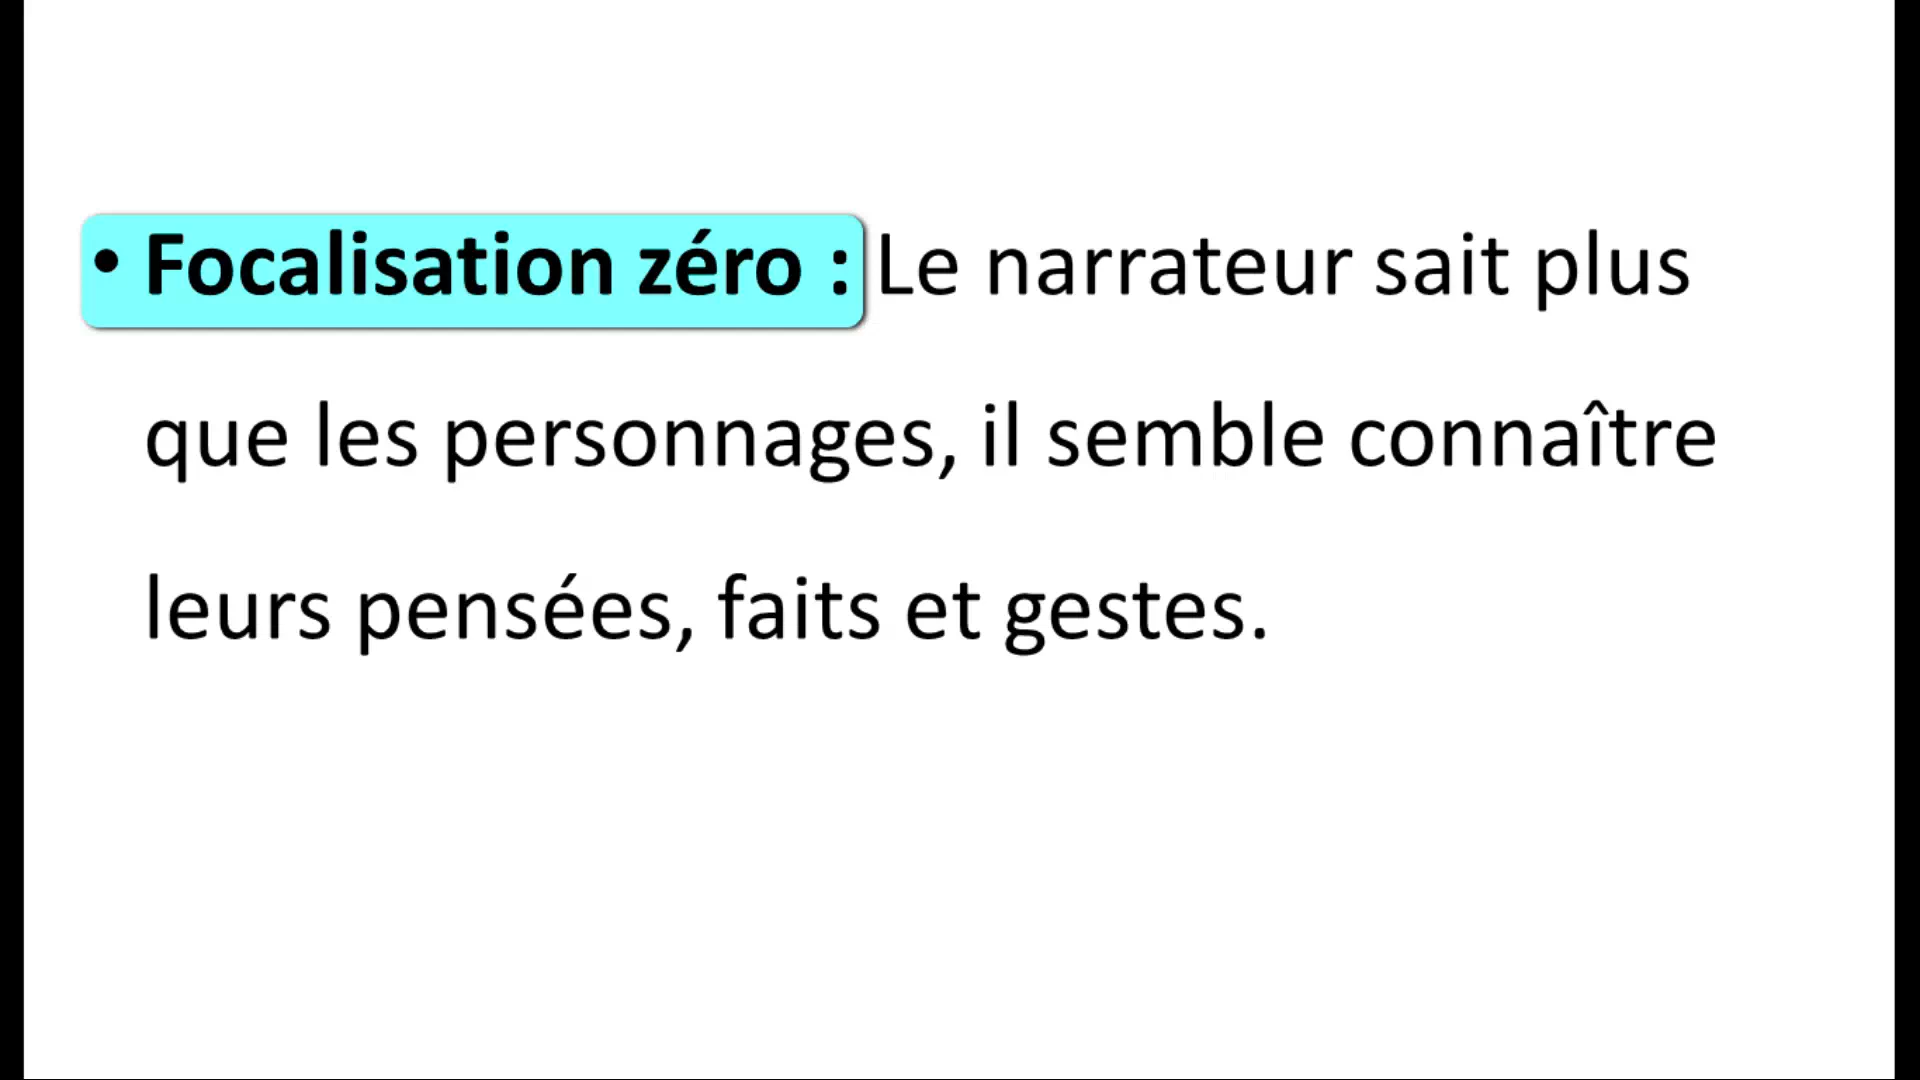 • Focalisation zéro : Le narrateur sait plus
que les personnages, il semble connaître
leurs pensées, faits et gestes.